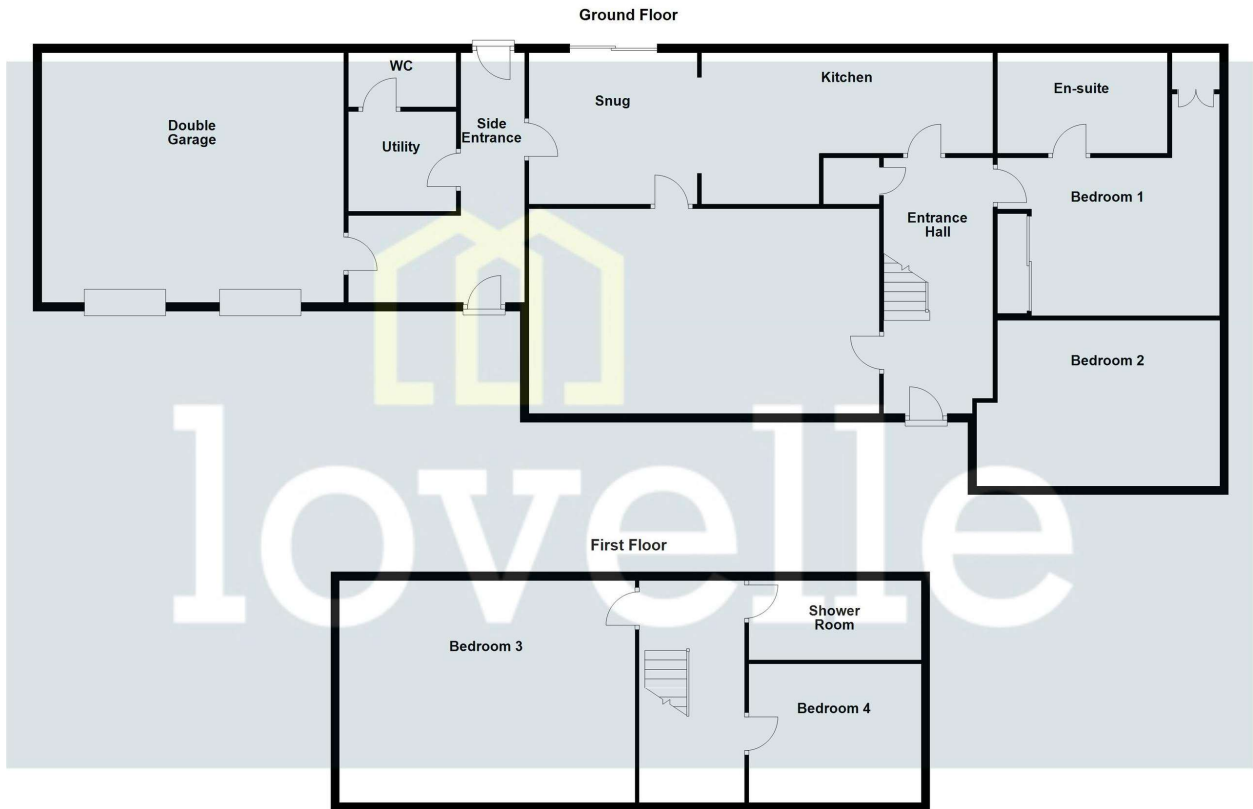 Ground Floor
WC
Kitchen
En-suite
Snug
Double
Garage
Side
Entrance
Utility
Bedroom 1
Entrance
Hall
Bedroom 2
lovelle
First Floor
Shower
Room
Bedroom 3
Bedroom 4